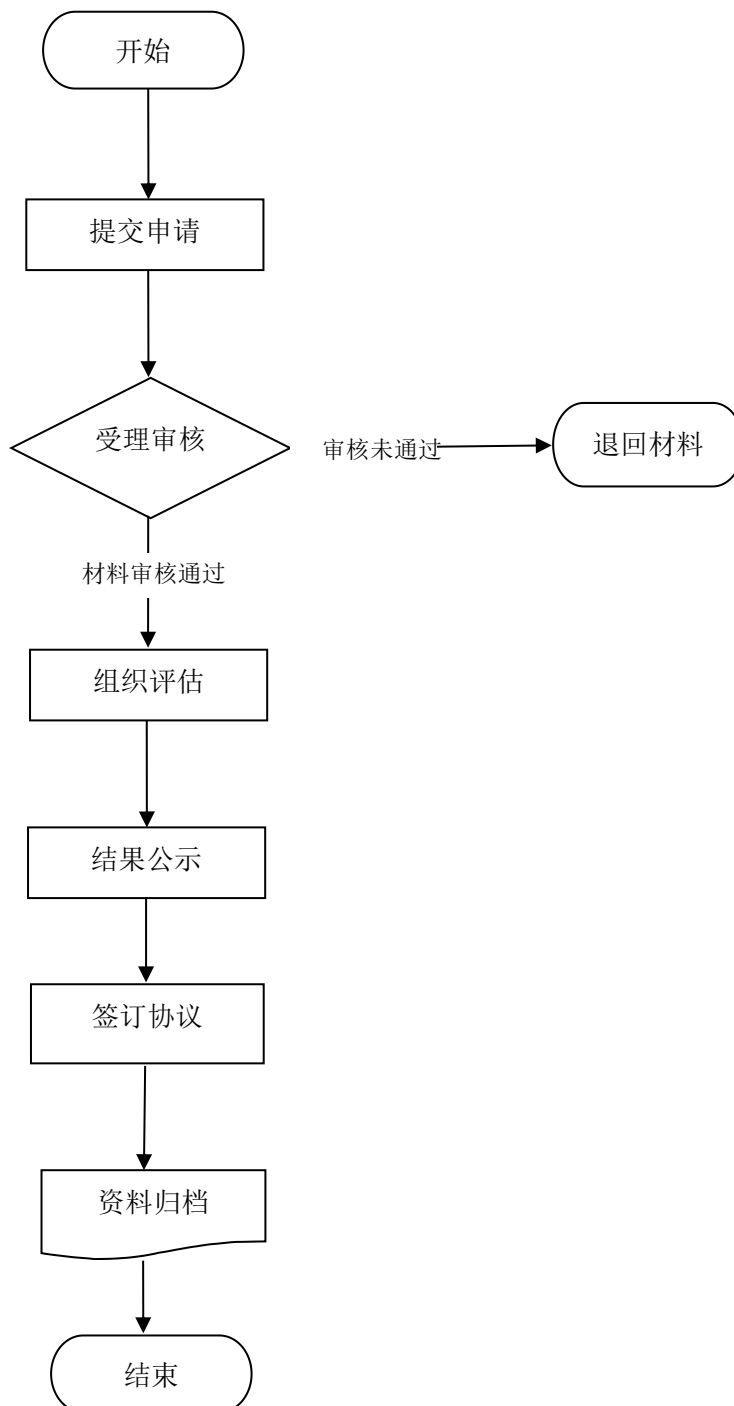 开始
提交申请
受理审核
审核未通过
退回材料
材料审核通过
组织评估
结果公示
签订协议
资料归档
结束